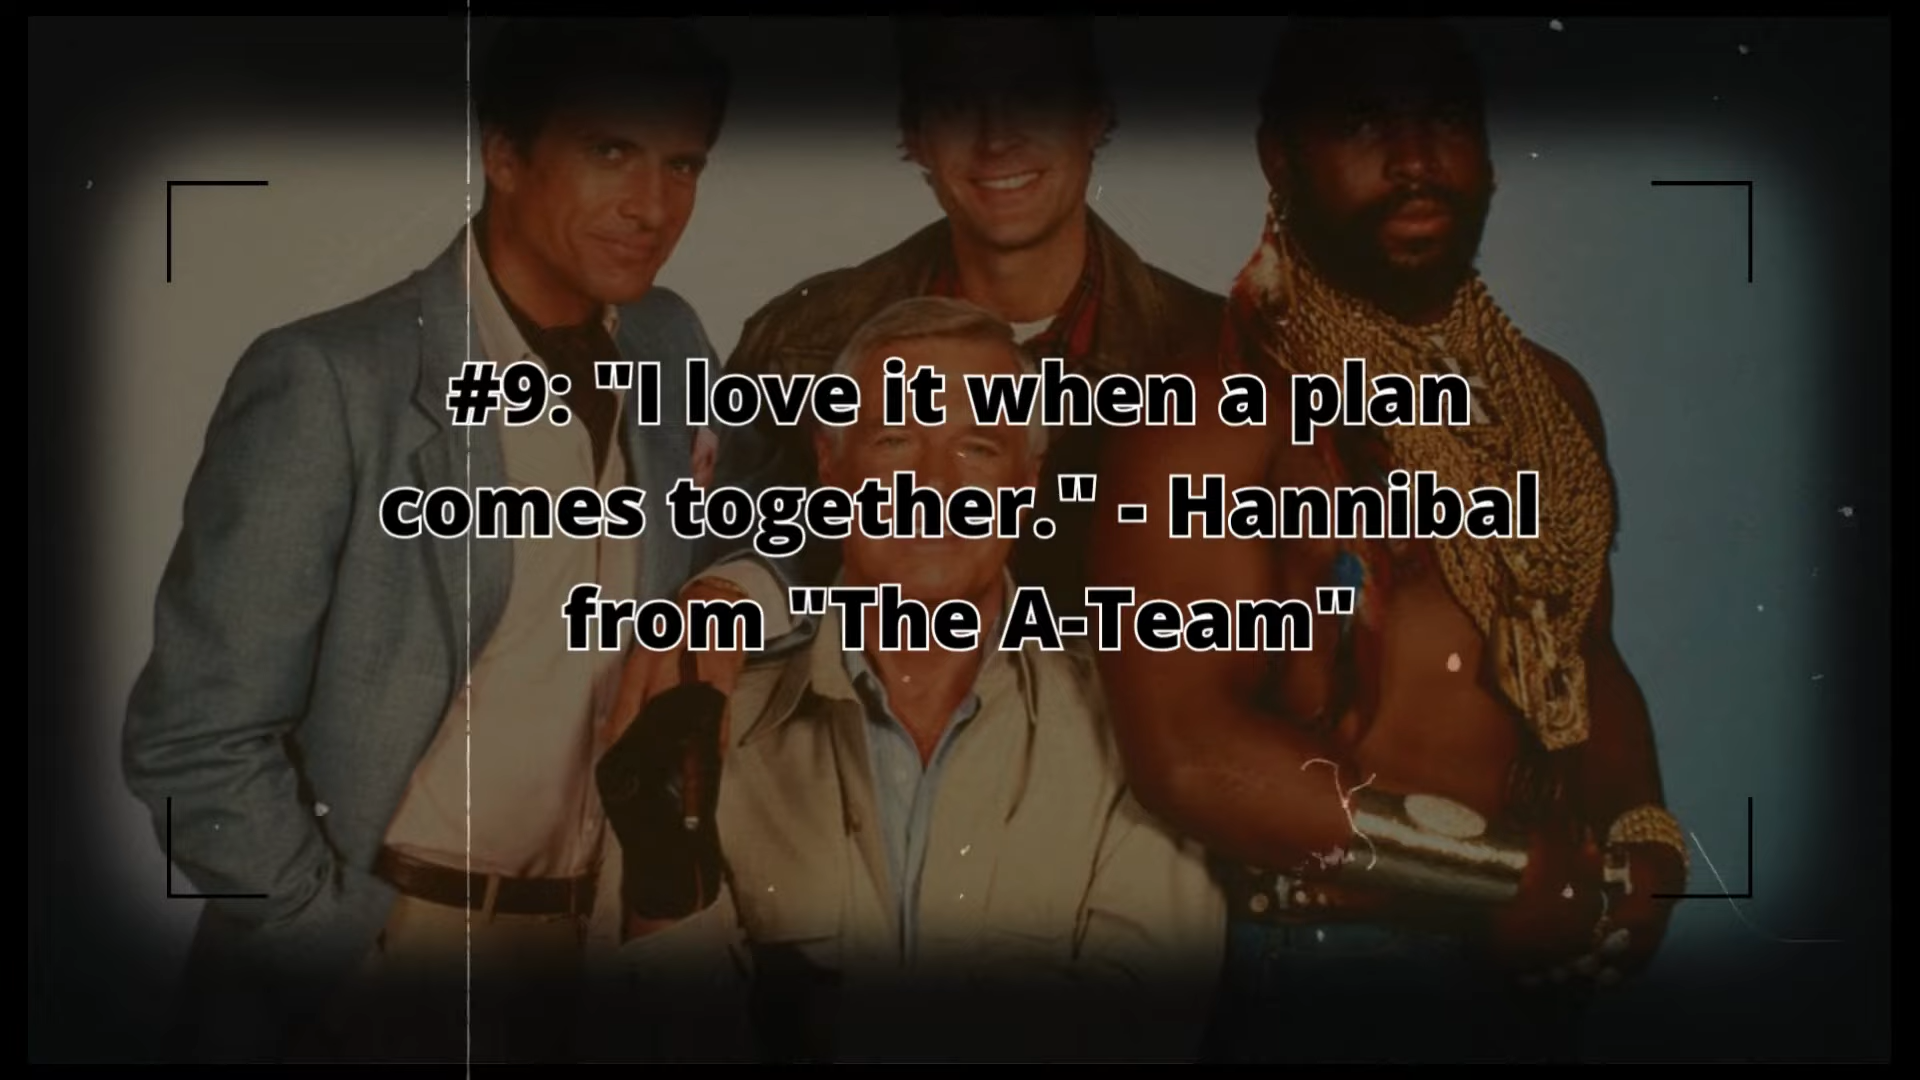 #9: "I love it when a plan
comes together." - Hannibal
from "The A-Team"